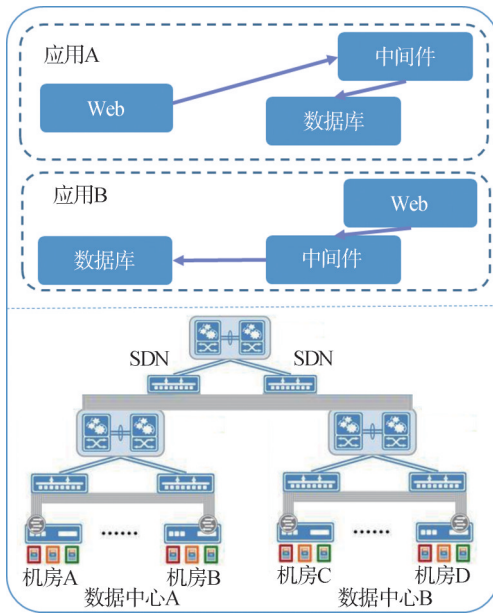 应用A
中间件
Web
数据库
应用B
Web
数据库
中间件
SDN
SDN
……
……
机房A
机房B
机房C
机房D
数据中心A
数据中心B